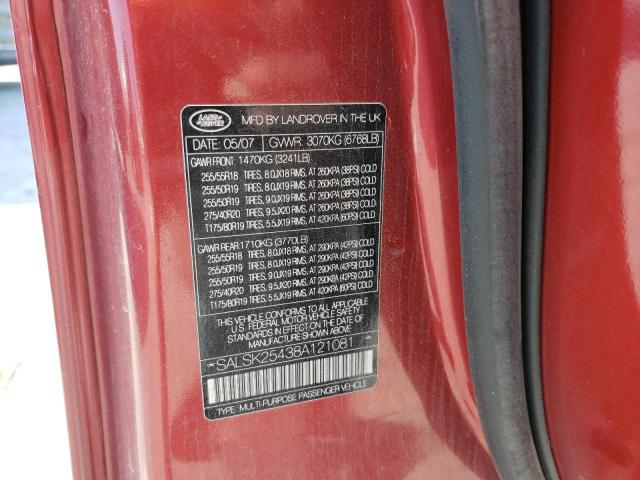 LAND ROVER
MFD BY LANDROVER IN THE UK
DATE: 05/07 GVWR: 3070KG (6768LB)
GAWR FRONT: 1470KG (3241LB)
255/55R18 TIRES, 8.0JX18 RIMS, AT 260KPA (38PSI) COLD
255/50R19 TIRES, 8.0JX19 RIMS, AT 260KPA (38PSI) COLD
255/50R19 TIRES, 9.0JX19 RIMS, AT 260KPA (38PSI) COLD
275/40R20 TIRES, 9.5JX20 RIMS, AT 260KPA (38PSI) COLD
T175/80R19 TIRES, 5.5JX19 RIMS, AT 420KPA (60PSI) COLD
GAWR REAR: 1710KG (3770LB)
255/55R18 TIRES, 8.0JX18 RIMS, AT 290KPA (42PSI) COLD
255/50R19 TIRES, 8.0JX19 RIMS, AT 290KPA (42PSI) COLD
255/50R19 TIRES, 9.0JX19 RIMS, AT 290KPA (42PSI) COLD
275/40R20 TIRES, 9.5JX20 RIMS, AT 290KPA (42PSI) COLD
T175/80R19 TIRES, 5.5JX19 RIMS, AT 420KPA (60PSI) COLD
THIS VEHICLE CONFORMS TO ALL APPLICABLE
U.S. FEDERAL MOTOR VEHICLE SAFETY
STANDARDS IN EFFECT ON THE DATE OF
MANUFACTURE SHOWN ABOVE.
*SALSK25438A121081*
TYPE: MULTI-PURPOSE PASSENGER VEHICLE